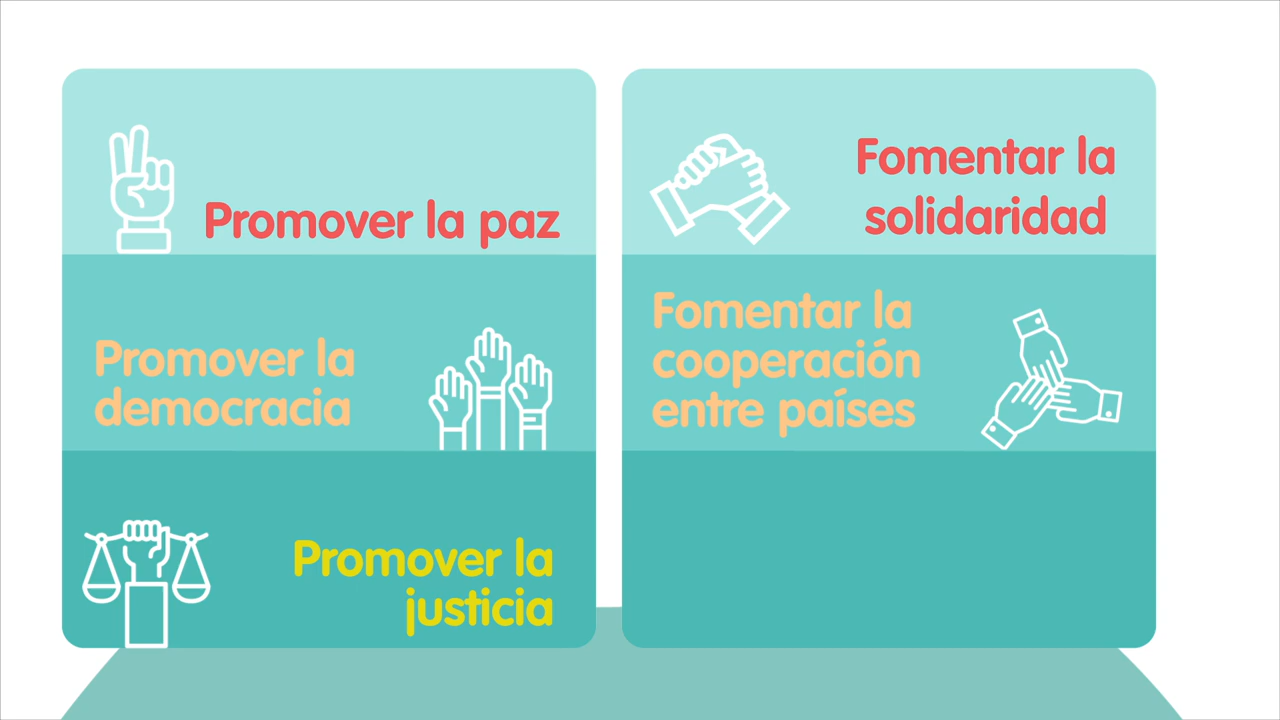 Promover la paz
Promover la
democracia
Promover la
justicia
Fomentar la
solidaridad
Fomentar la
cooperación
entre países